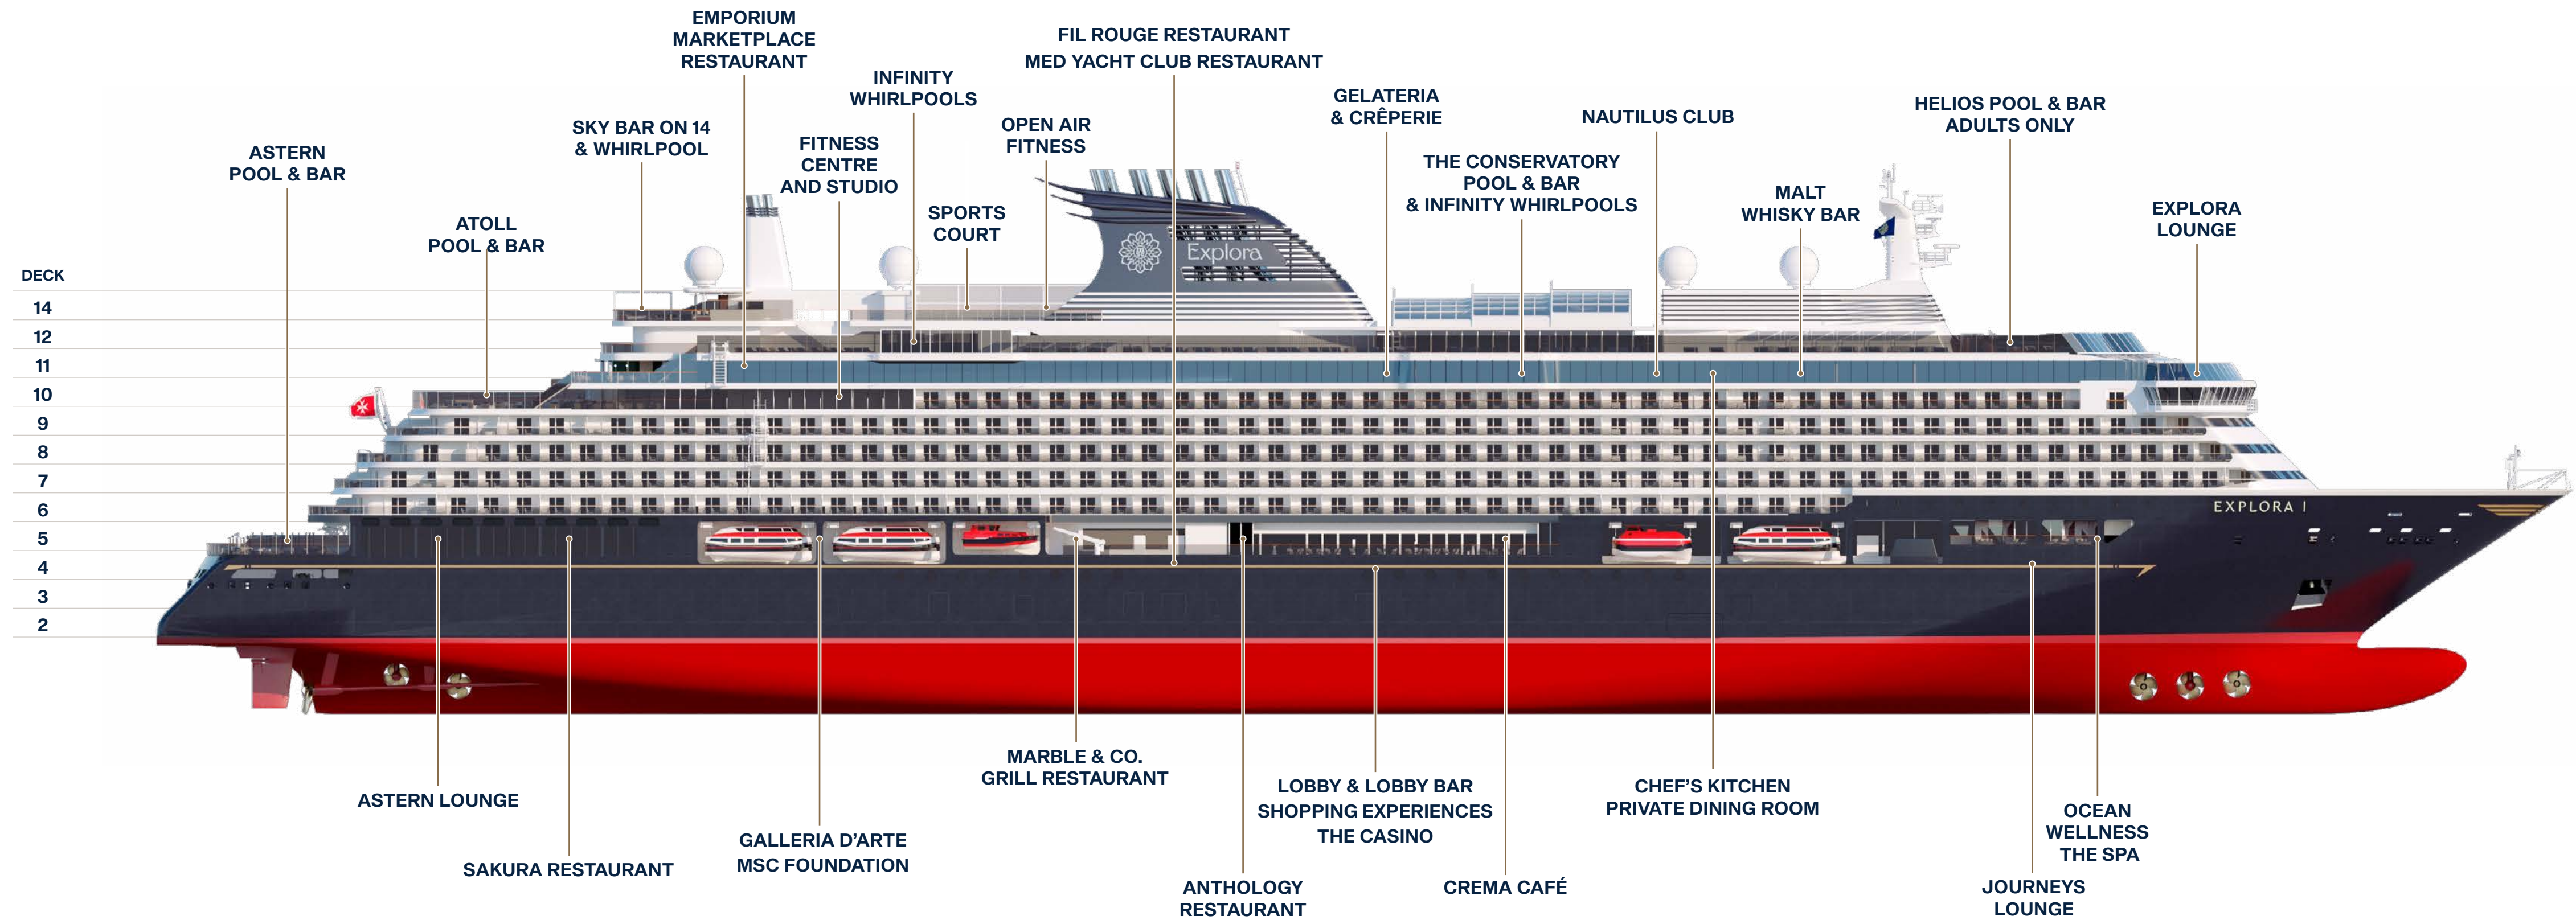 EMPORIUM
MARKETPLACE
RESTAURANT
FIL ROUGE RESTAURANT
MED YACHT CLUB RESTAURANT
INFINITY
WHIRLPOOLS
GELATERIA
& CRÊPERIE
HELIOS POOL & BAR
ADULTS ONLY
NAUTILUS CLUB
SKY BAR ON 14
& WHIRLPOOL
OPEN AIR
FITNESS
FITNESS
CENTRE
AND STUDIO
ASTERN
POOL & BAR
THE CONSERVATORY
POOL & BAR
& INFINITY WHIRLPOOLS
MALT
WHISKY BAR
EXPLORA
LOUNGE
SPORTS
COURT
ATOLL
POOL & BAR
Explora
DECK
14
12
11
10
9
8
7
6
5
4
3
2
EXPLORA I
MARBLE & CO.
GRILL RESTAURANT
ASTERN LOUNGE
LOBBY & LOBBY BAR
SHOPPING EXPERIENCES
THE CASINO
CHEF’S KITCHEN
PRIVATE DINING ROOM
OCEAN
WELLNESS
THE SPA
GALLERIA D’ARTE
MSC FOUNDATION
SAKURA RESTAURANT
ANTHOLOGY
RESTAURANT
CREMA CAFÉ
JOURNEYS
LOUNGE